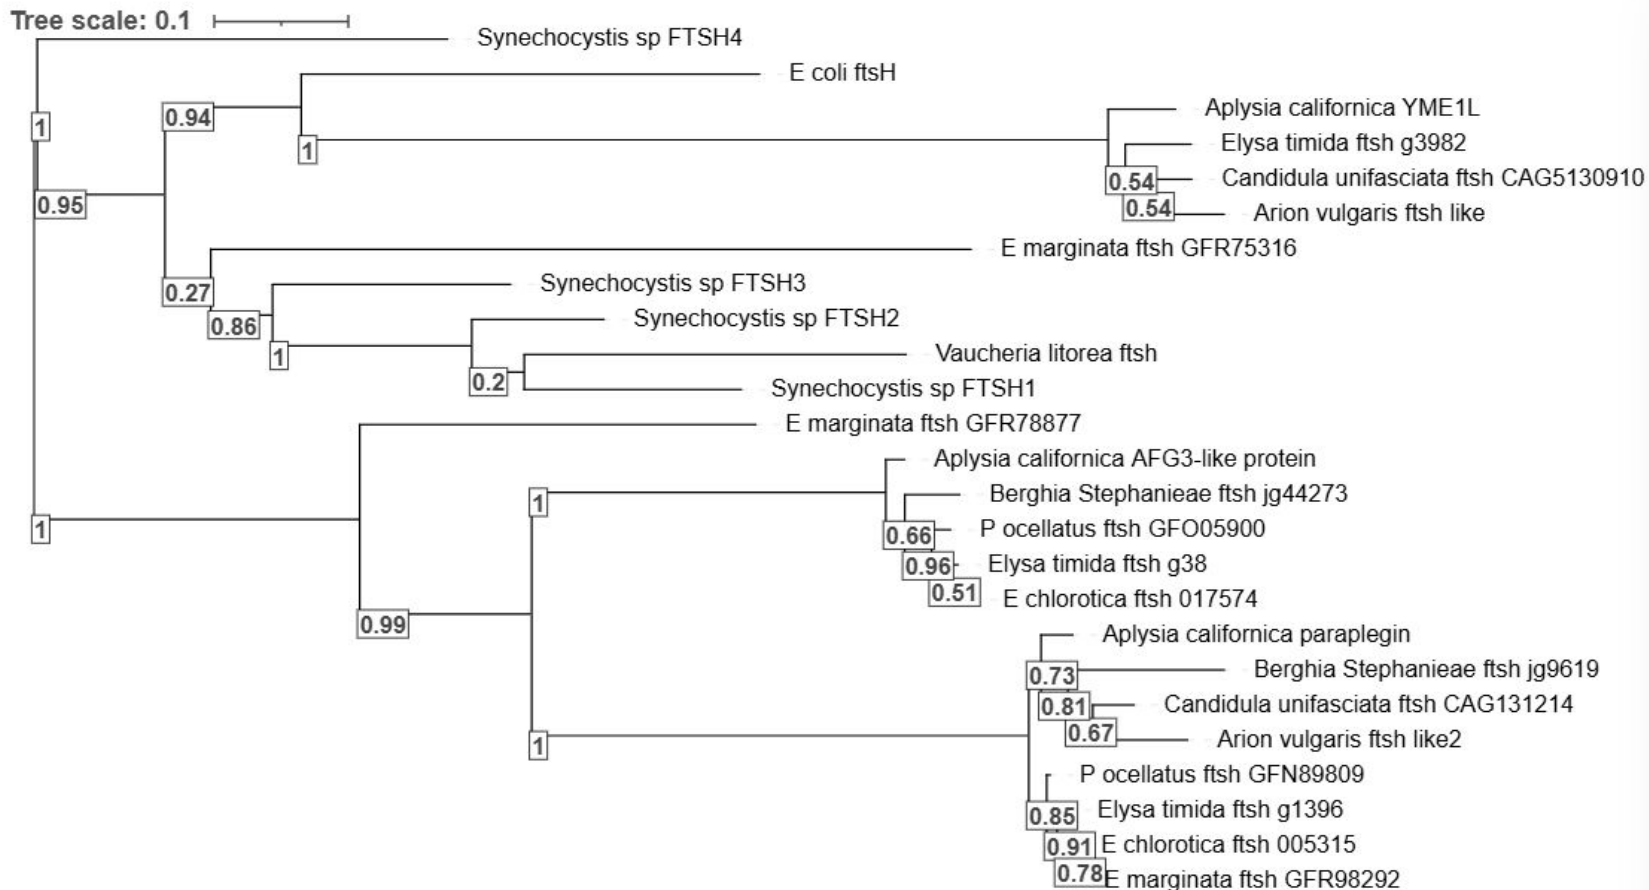 Tree scale: 0.1
Synechocystis sp FTSH4
E coli ftsH
0.94
Aplysia californica YME1L
1
Elysa timida ftsh g3982
1
0.54
Candidula unifasciata ftsh CAG5130910
0.95
0.54
Arion vulgaris ftsh like
E marginata ftsh GFR75316
0.27
Synechocystis sp FTSH3
0.86
Synechocystis sp FTSH2
1
Vaucheria litorea ftsh
0.2
Synechocystis sp FTSH1
E marginata ftsh GFR78877
Aplysia californica AFG3-like protein
1
Berghia Stephanieae ftsh jg44273
1
0.66
P ocellatus ftsh GFO05900
0.96
Elysa timida ftsh g38
0.51
E chlorotica ftsh 017574
0.99
Aplysia californica paraplegin
0.73
Berghia Stephanieae ftsh jg9619
0.81
Candidula unifasciata ftsh CAG131214
1
0.67
Arion vulgaris ftsh like2
P ocellatus ftsh GFN89809
0.85
Elysa timida ftsh g1396
0.91
E chlorotica ftsh 005315
0.78
E marginata ftsh GFR98292